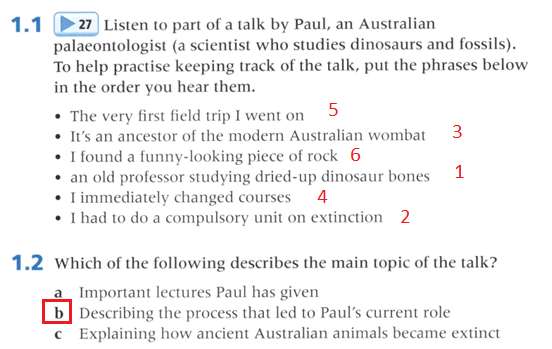 1.1 ▶ 27 Listen to part of a talk by Paul, an Australian
palaeontologist (a scientist who studies dinosaurs and fossils).
To help practise keeping track of the talk, put the phrases below
in the order you hear them.
• The very first field trip I went on 5
• It's an ancestor of the modern Australian wombat 3
• I found a funny-looking piece of rock 6
• an old professor studying dried-up dinosaur bones 1
• I immediately changed courses 4
• I had to do a compulsory unit on extinction 2
1.2 Which of the following describes the main topic of the talk?
a Important lectures Paul has given
b Describing the process that led to Paul's current role
c Explaining how ancient Australian animals became extinct